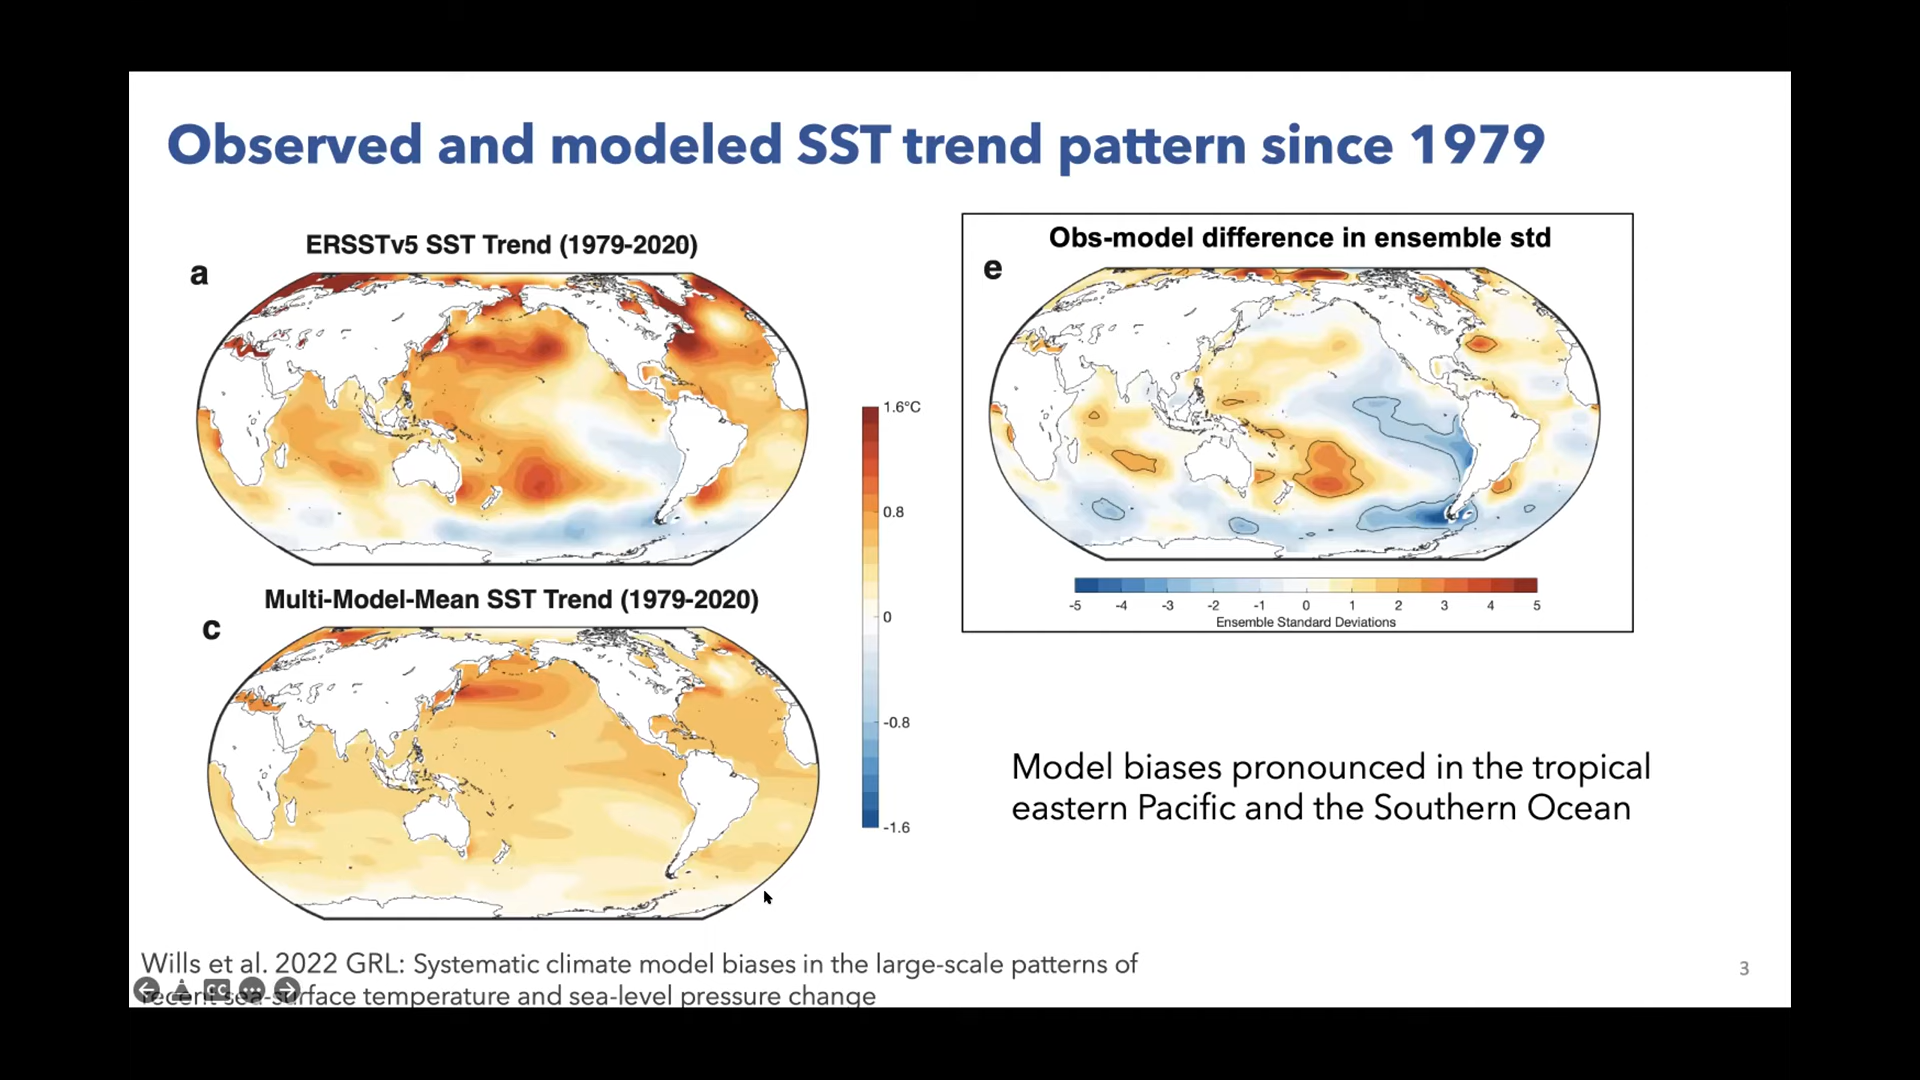 Observed and modeled SST trend pattern since 1979
ERSSTv5 SST Trend (1979-2020)
a
Multi-Model-Mean SST Trend (1979-2020)
c
1.6°C
0.8
0
-0.8
-1.6
Obs-model difference in ensemble std
e
-5 -4 -3 -2 -1 0 1 2 3 4 5
Ensemble Standard Deviations
Model biases pronounced in the tropical
eastern Pacific and the Southern Ocean
Wills et al. 2022 GRL: Systematic climate model biases in the large-scale patterns of
recent sea-surface temperature and sea-level pressure change
CC
3